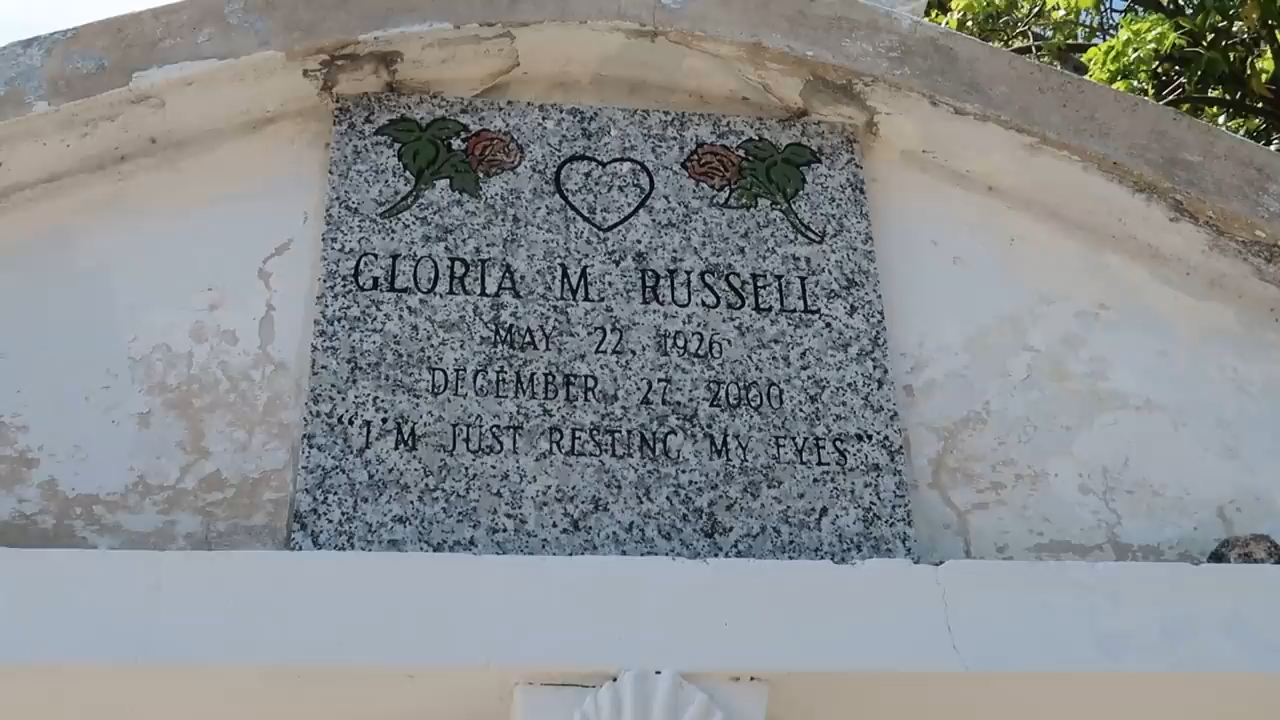 GLORIA M. RUSSELL
MAY 22, 1926
DECEMBER 27, 2000
"I'M JUST RESTING MY EYES"